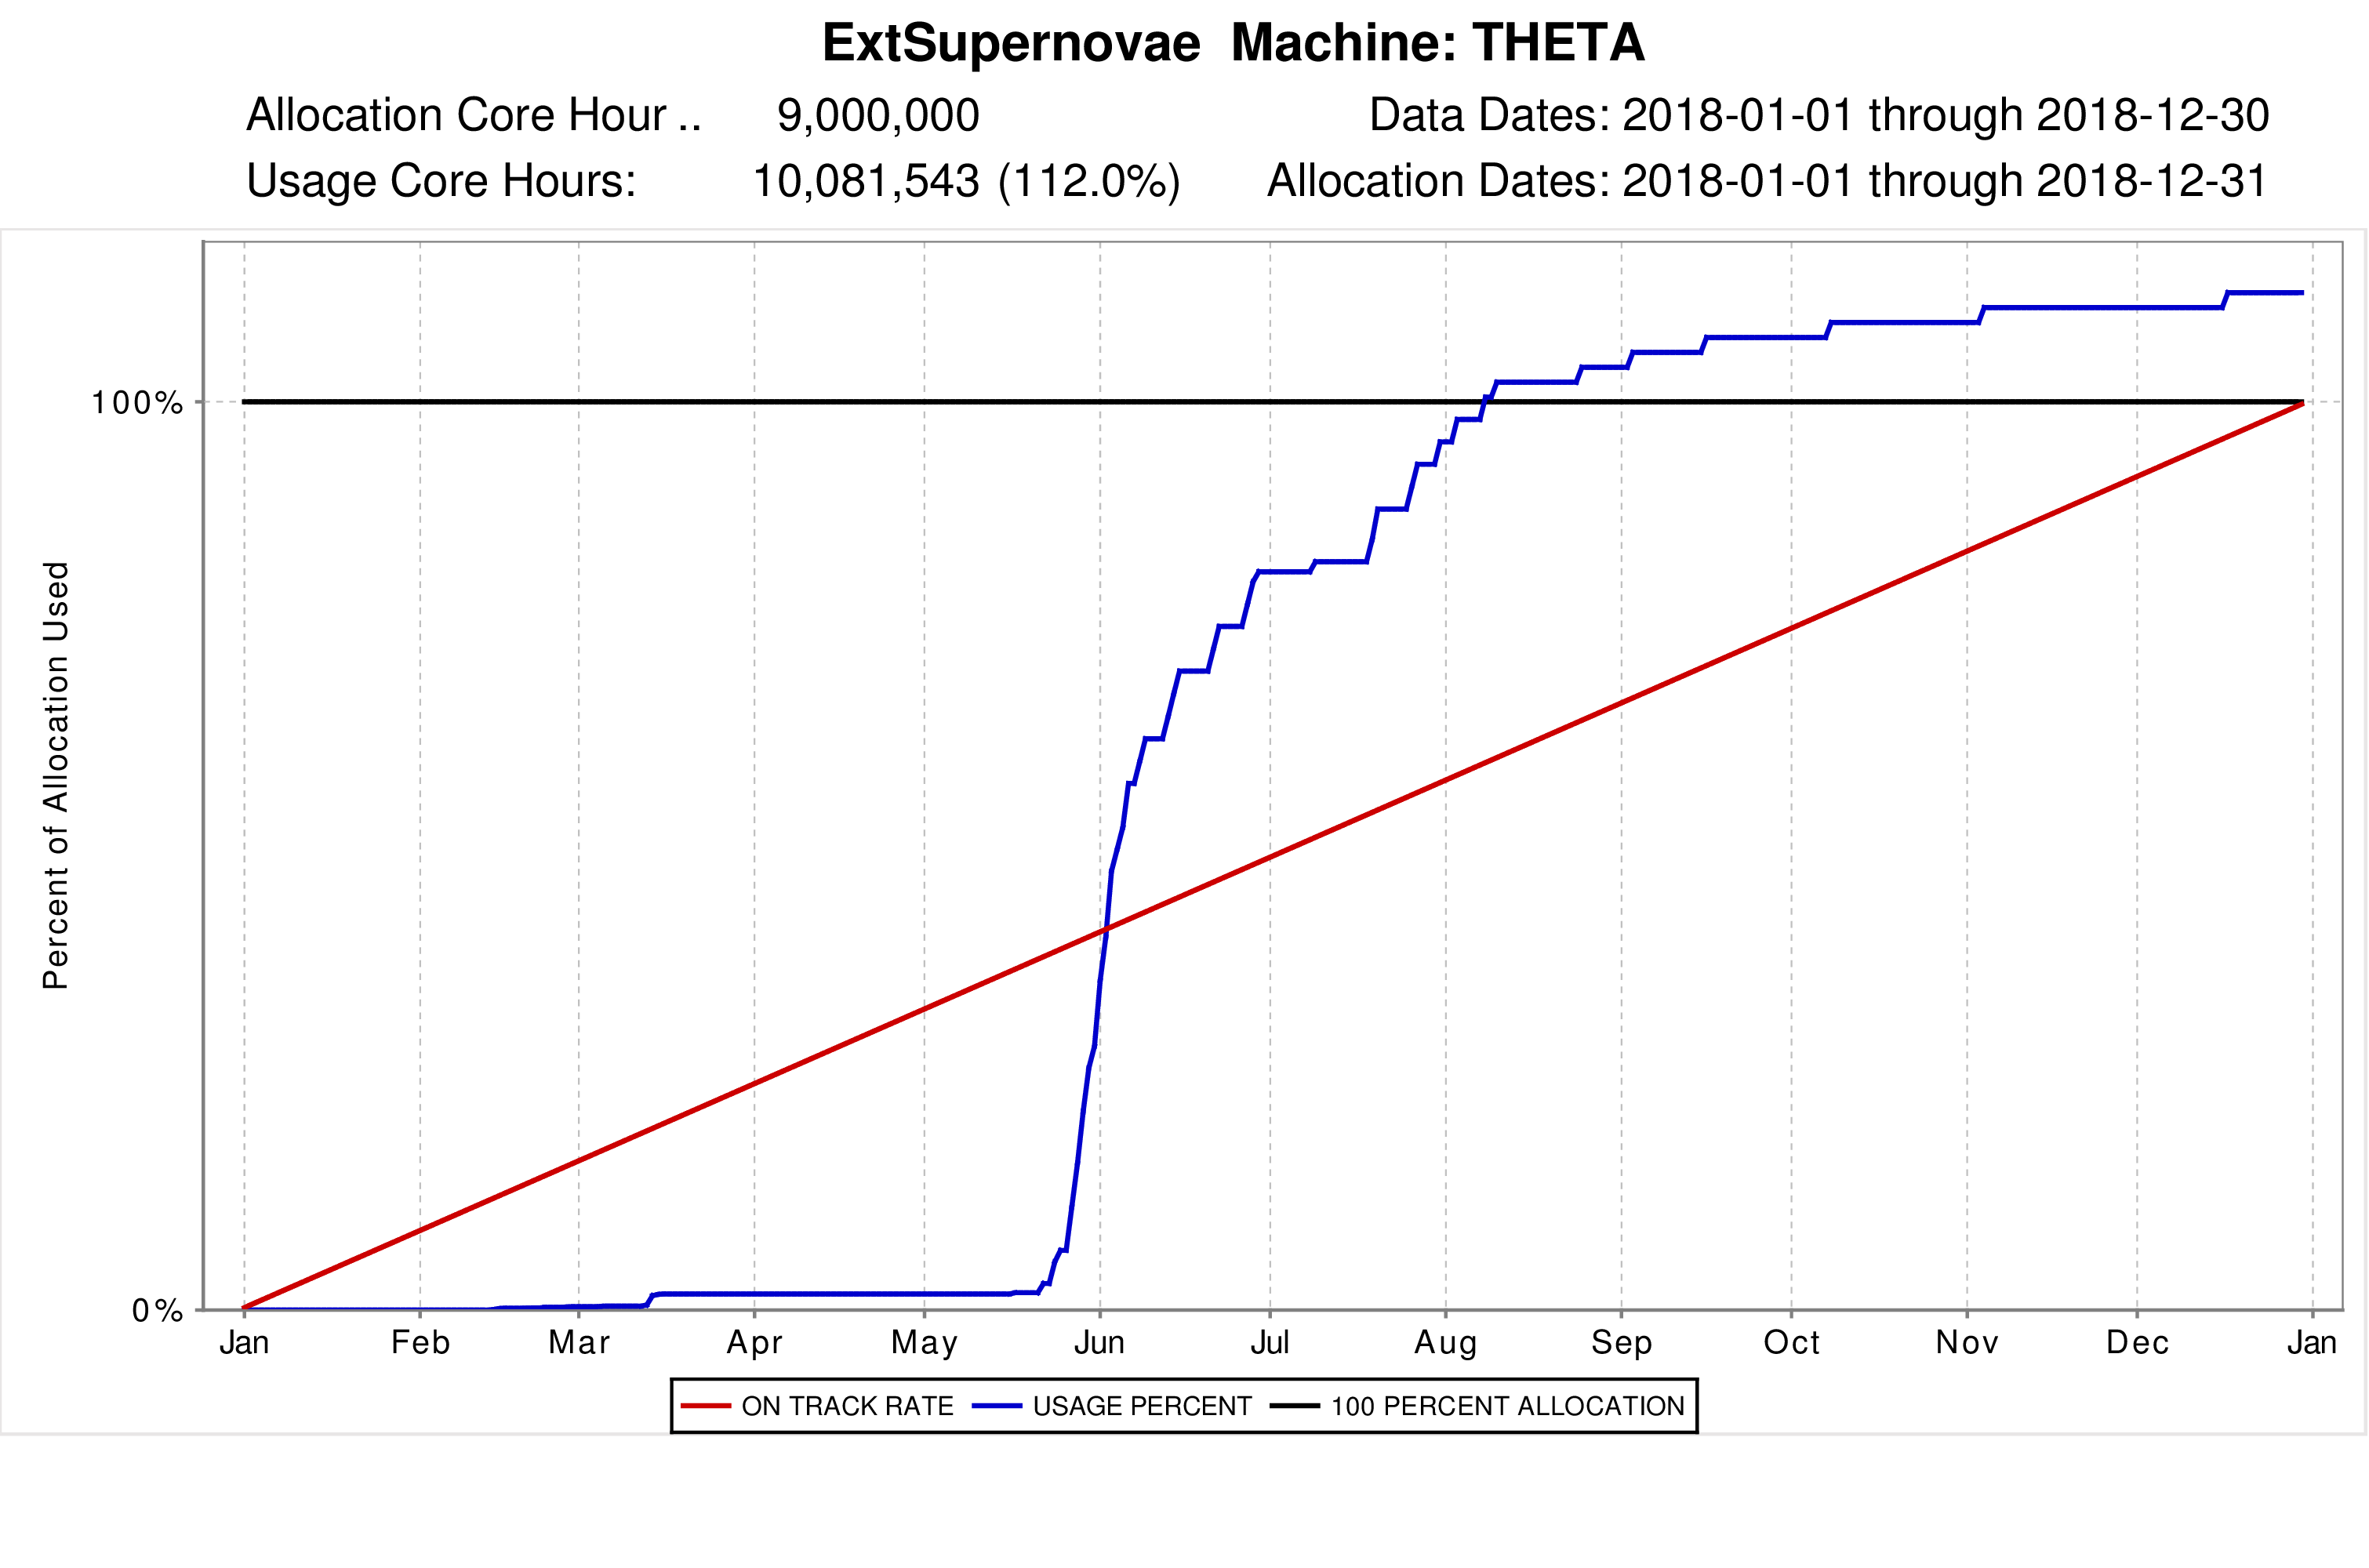 ExtSupernovae Machine: THETA
Allocation Core Hour .. 9,000,000 Data Dates: 2018-01-01 through 2018-12-30
Usage Core Hours: 10,081,543 (112.0%) Allocation Dates: 2018-01-01 through 2018-12-31
100%
Percent of Allocation Used
0%
Jan Feb Mar Apr May Jun Jul Aug Sep Oct Nov Dec Jan
ON TRACK RATE USAGE PERCENT 100 PERCENT ALLOCATION